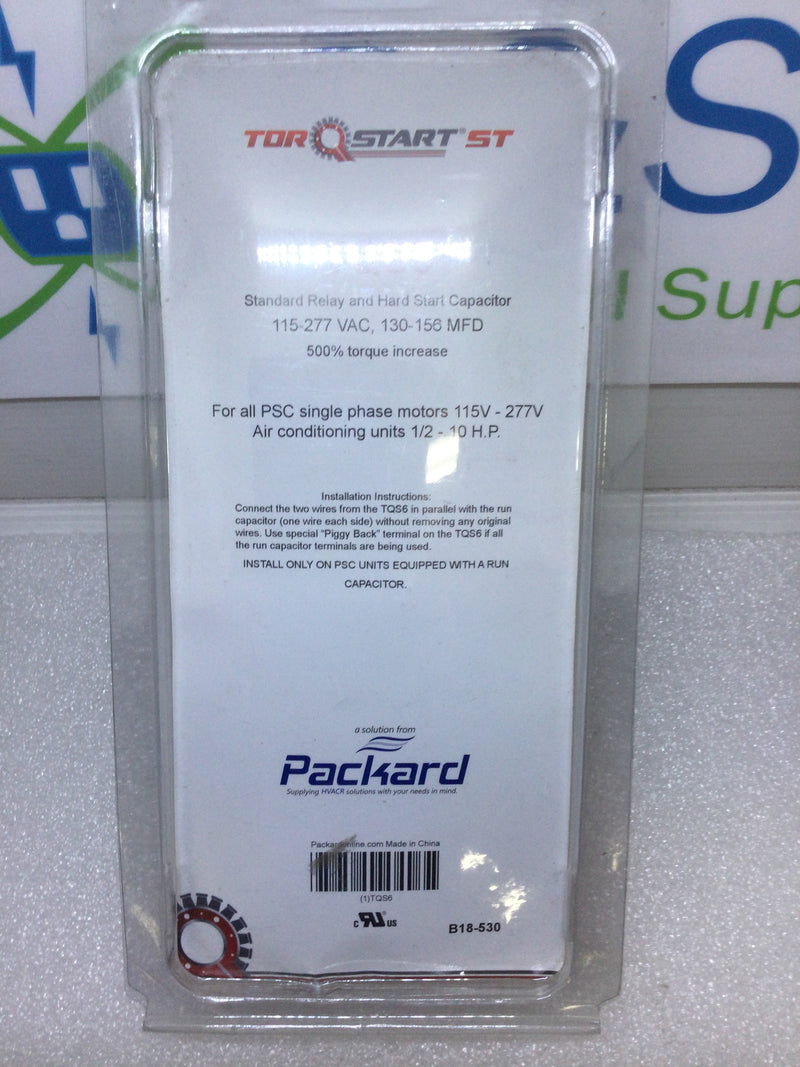 TORQSTART® ST
Standard Relay and Hard Start Capacitor
115-277 VAC, 130-156 MFD
500% torque increase
For all PSC single phase motors 115V - 277V
Air conditioning units 1/2 - 10 H.P.
Installation Instructions:
Connect the two wires from the TQS6 in parallel with the run
capacitor (one wire each side) without removing any original
wires. Use special "Piggy Back" terminal on the TQS6 if all
the run capacitor terminals are being used.
INSTALL ONLY ON PSC UNITS EQUIPPED WITH A RUN
CAPACITOR.
a solution from
Packard
Supplying HVACR solutions with your needs in mind.
Packardonline.com Made in China
(1)TQS6
c RU® US
B18-530
S
Sup